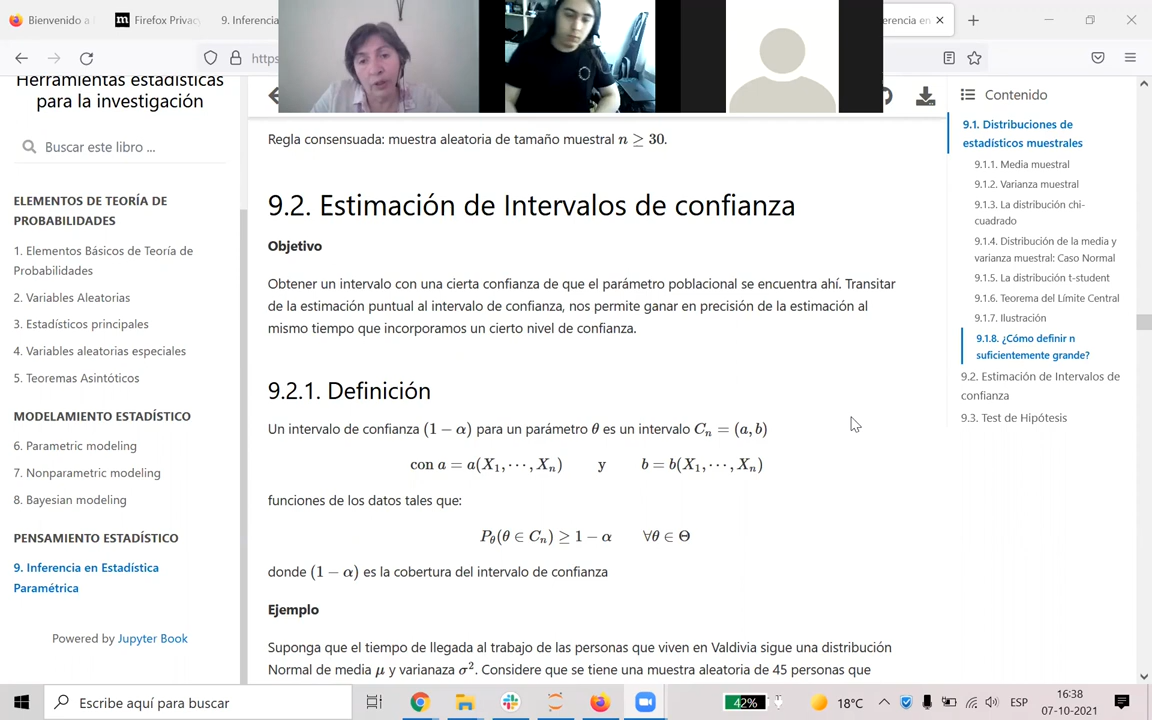 Bienvenido a
Firefox Privac
9. Inferencia
erencia en
https
Herramientas estadísticas
para la investigación
Buscar este libro ...
ELEMENTOS DE TEORÍA DE
PROBABILIDADES
1. Elementos Básicos de Teoría de
Probabilidades
2. Variables Aleatorias
3. Estadísticos principales
4. Variables aleatorias especiales
5. Teoremas Asintóticos
MODELAMIENTO ESTADÍSTICO
6. Parametric modeling
7. Nonparametric modeling
8. Bayesian modeling
PENSAMIENTO ESTADÍSTICO
9. Inferencia en Estadística
Paramétrica
Powered by Jupyter Book
Regla consensuada: muestra aleatoria de tamaño muestral n ≥ 30.
9.2. Estimación de Intervalos de confianza
Objetivo
Obtener un intervalo con una cierta confianza de que el parámetro poblacional se encuentra ahí. Transitar
de la estimación puntual al intervalo de confianza, nos permite ganar en precisión de la estimación al
mismo tiempo que incorporamos un cierto nivel de confianza.
9.2.1. Definición
Un intervalo de confianza (1 − α) para un parámetro θ es un intervalo Cₙ = (a, b)
con a = a(X₁, ⋯, Xₙ) y b = b(X₁, ⋯, Xₙ)
funciones de los datos tales que:
P_θ(θ ∈ Cₙ) ≥ 1 − α ∀θ ∈ Θ
donde (1 − α) es la cobertura del intervalo de confianza
Ejemplo
Suponga que el tiempo de llegada al trabajo de las personas que viven en Valdivia sigue una distribución
Normal de media μ y varianaza σ². Considere que se tiene una muestra aleatoria de 45 personas que
Contenido
9.1. Distribuciones de
estadísticos muestrales
9.1.1. Media muestral
9.1.2. Varianza muestral
9.1.3. La distribución chi-
cuadrado
9.1.4. Distribución de la media y
varianza muestral: Caso Normal
9.1.5. La distribución t-student
9.1.6. Teorema del Límite Central
9.1.7. Ilustración
9.1.8. ¿Cómo definir n
suficientemente grande?
9.2. Estimación de Intervalos de
confianza
9.3. Test de Hipótesis
Escribe aquí para buscar
42%
18°C
ESP
16:38
07-10-2021